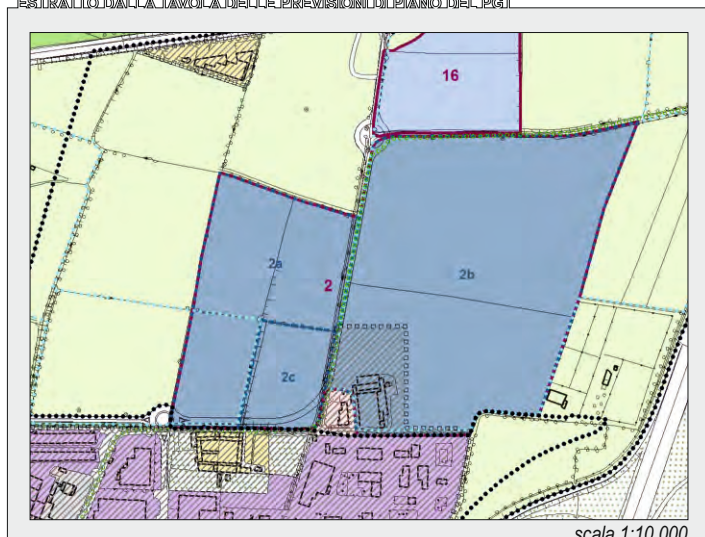 ESTRATTO DALLA TAVOLA DELLE PREVISIONI DI PIANO DEL PGT
16
2a
2
2b
2c
scala 1:10.000